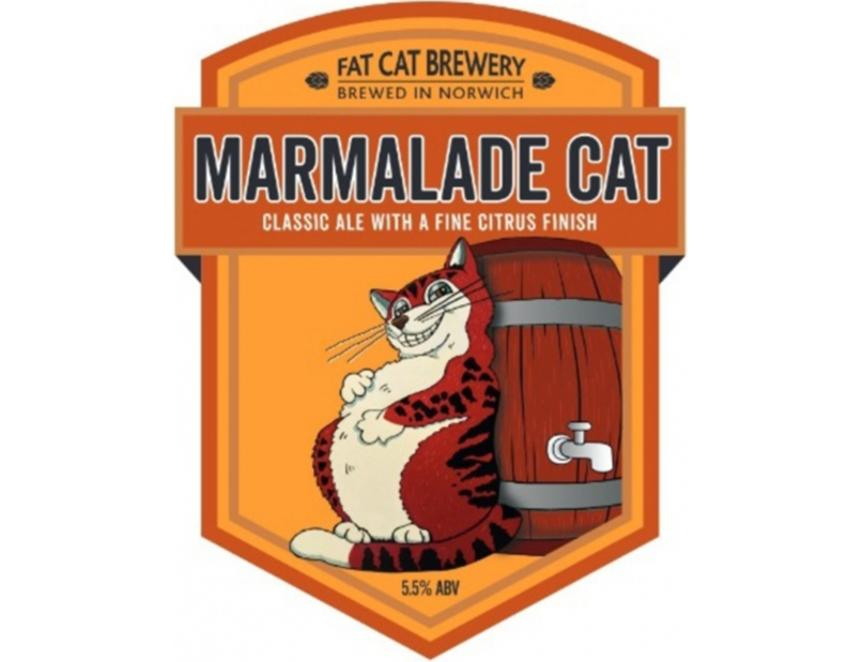 FAT CAT BREWERY
BREWED IN NORWICH
MARMALADE CAT
CLASSIC ALE WITH A FINE CITRUS FINISH
5.5% ABV